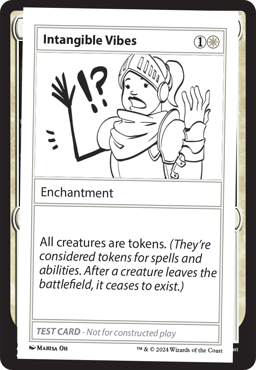 Intangible Vibes 1
!?
Enchantment
All creatures are tokens. (They're
considered tokens for spells and
abilities. After a creature leaves the
battlefield, it ceases to exist.)
TEST CARD - Not for constructed play
Marisa Oh ™ & © 2024 Wizards of the Coast